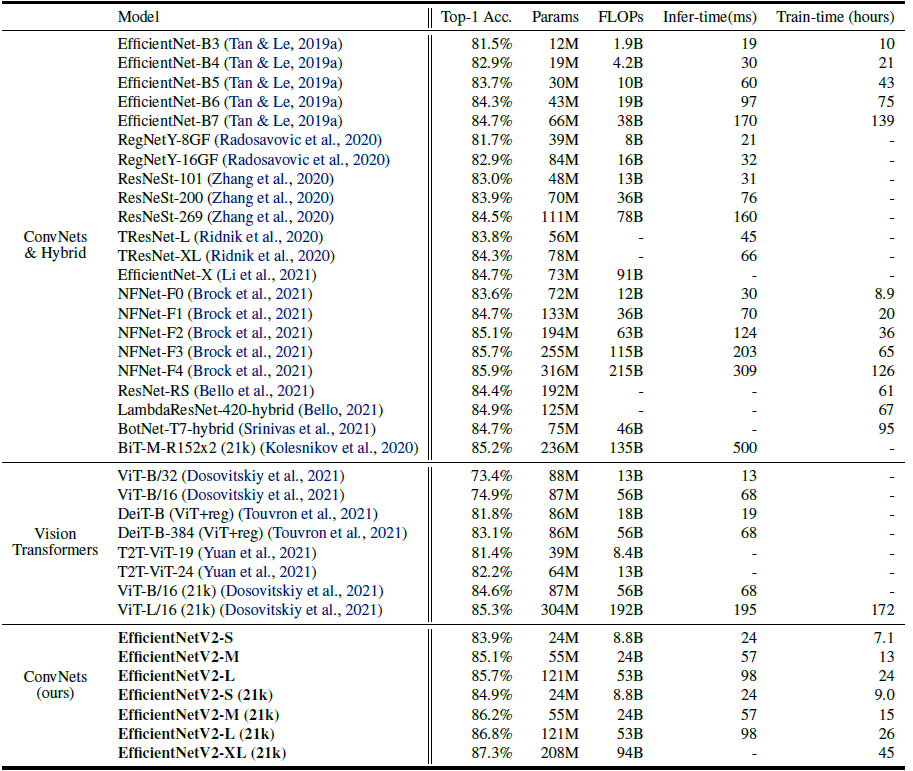 Model Top-1 Acc. Params FLOPs Infer-time(ms) Train-time (hours)
ConvNets & Hybrid
EfficientNet-B3 (Tan & Le, 2019a) 81.5% 12M 1.9B 19 10
EfficientNet-B4 (Tan & Le, 2019a) 82.9% 19M 4.2B 30 21
EfficientNet-B5 (Tan & Le, 2019a) 83.7% 30M 10B 60 43
EfficientNet-B6 (Tan & Le, 2019a) 84.3% 43M 19B 97 75
EfficientNet-B7 (Tan & Le, 2019a) 84.7% 66M 38B 170 139
RegNetY-8GF (Radosavovic et al., 2020) 81.7% 39M 8B 21 -
RegNetY-16GF (Radosavovic et al., 2020) 82.9% 84M 16B 32 -
ResNeSt-101 (Zhang et al., 2020) 83.0% 48M 13B 31 -
ResNeSt-200 (Zhang et al., 2020) 83.9% 70M 36B 76 -
ResNeSt-269 (Zhang et al., 2020) 84.5% 111M 78B 160 -
TResNet-L (Ridnik et al., 2020) 83.8% 56M - 45 -
TResNet-XL (Ridnik et al., 2020) 84.3% 78M - 66 -
EfficientNet-X (Li et al., 2021) 84.7% 73M 91B - -
NFNet-F0 (Brock et al., 2021) 83.6% 72M 12B 30 8.9
NFNet-F1 (Brock et al., 2021) 84.7% 133M 36B 70 20
NFNet-F2 (Brock et al., 2021) 85.1% 194M 63B 124 36
NFNet-F3 (Brock et al., 2021) 85.7% 255M 115B 203 65
NFNet-F4 (Brock et al., 2021) 85.9% 316M 215B 309 126
ResNet-RS (Bello et al., 2021) 84.4% 192M - - 61
LambdaResNet-420-hybrid (Bello, 2021) 84.9% 125M - - 67
BotNet-T7-hybrid (Srinivas et al., 2021) 84.7% 75M 46B - 95
BiT-M-R152x2 (21k) (Kolesnikov et al., 2020) 85.2% 236M 135B 500 -
Vision Transformers
ViT-B/32 (Dosovitskiy et al., 2021) 73.4% 88M 13B 13 -
ViT-B/16 (Dosovitskiy et al., 2021) 74.9% 87M 56B 68 -
DeiT-B (ViT+reg) (Touvron et al., 2021) 81.8% 86M 18B 19 -
DeiT-B-384 (ViT+reg) (Touvron et al., 2021) 83.1% 86M 56B 68 -
T2T-ViT-19 (Yuan et al., 2021) 81.4% 39M 8.4B - -
T2T-ViT-24 (Yuan et al., 2021) 82.2% 64M 13B - -
ViT-B/16 (21k) (Dosovitskiy et al., 2021) 84.6% 87M 56B 68 -
ViT-L/16 (21k) (Dosovitskiy et al., 2021) 85.3% 304M 192B 195 172
ConvNets (ours)
EfficientNetV2-S 83.9% 24M 8.8B 24 7.1
EfficientNetV2-M 85.1% 55M 24B 57 13
EfficientNetV2-L 85.7% 121M 53B 98 24
EfficientNetV2-S (21k) 84.9% 24M 8.8B 24 9.0
EfficientNetV2-M (21k) 86.2% 55M 24B 57 15
EfficientNetV2-L (21k) 86.8% 121M 53B 98 26
EfficientNetV2-XL (21k) 87.3% 208M 94B - 45